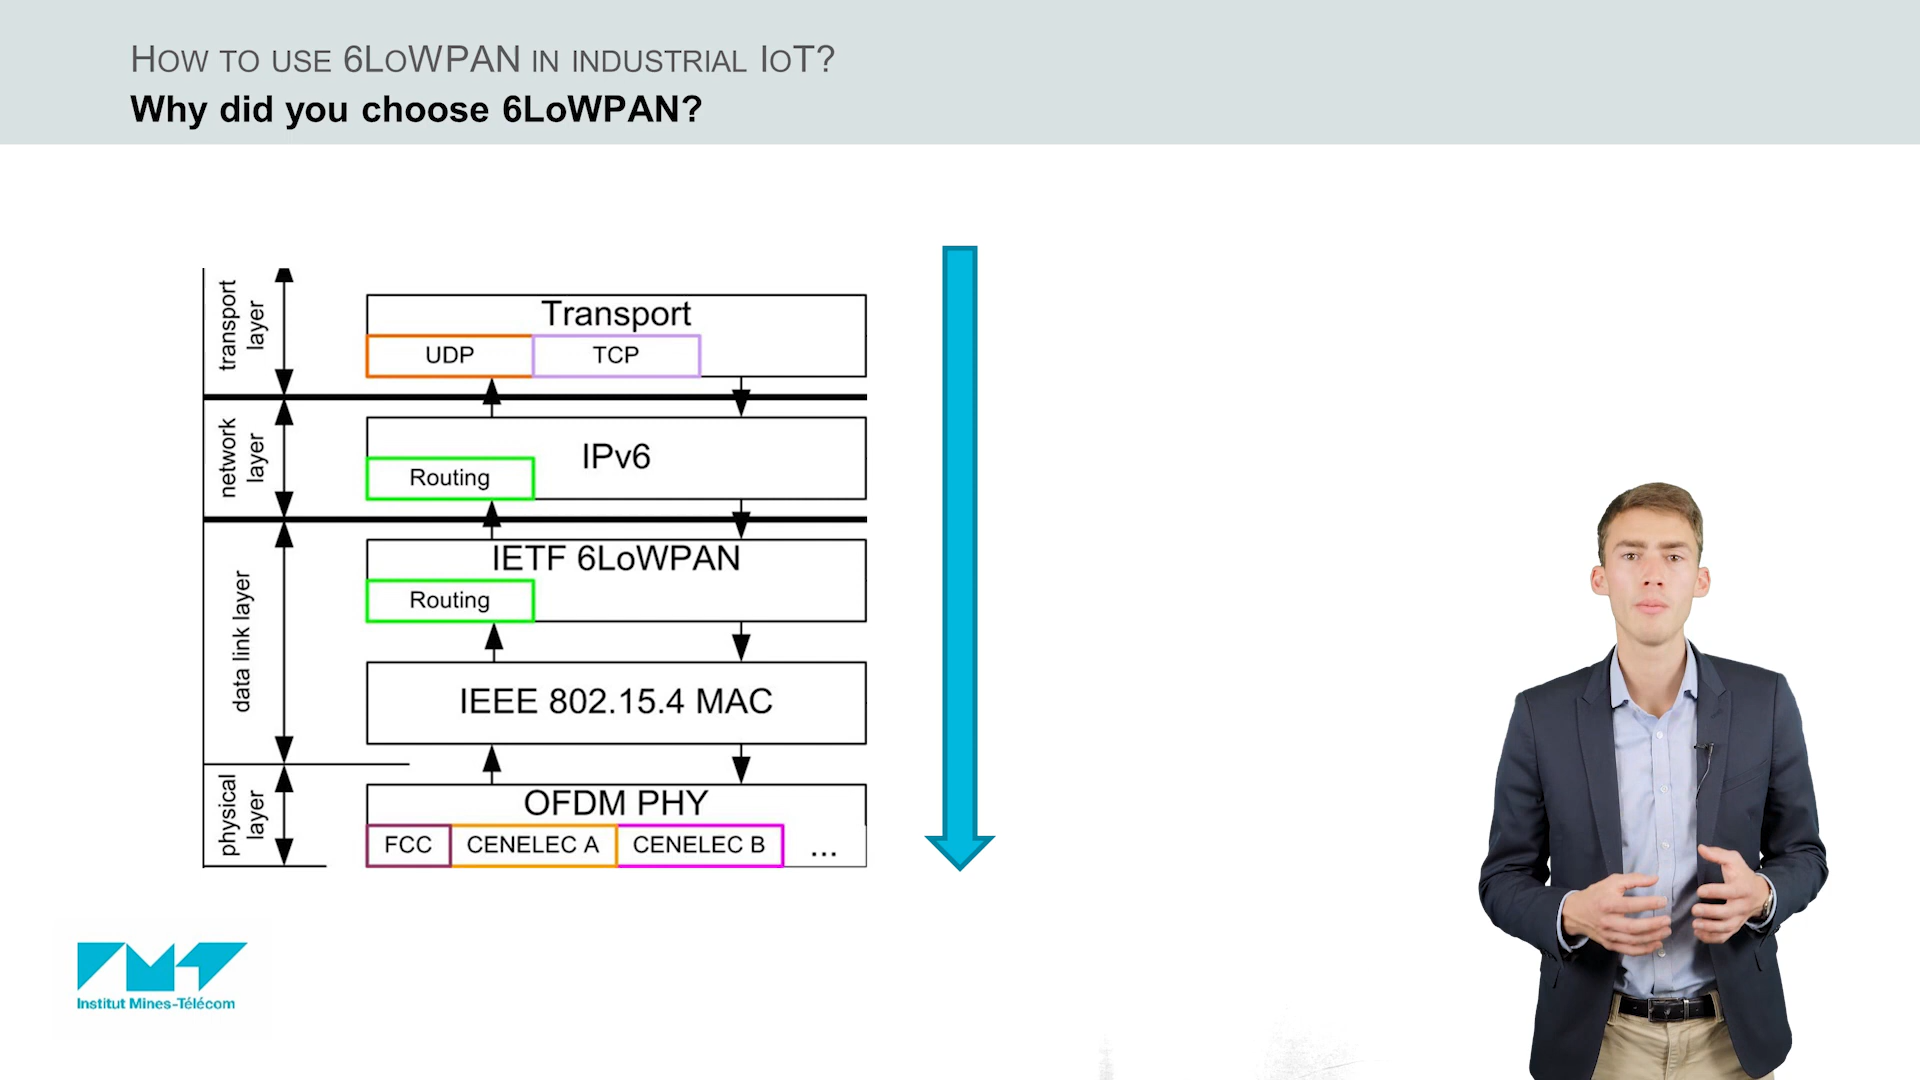 How to use 6LoWPAN in industrial IoT?
Why did you choose 6LoWPAN?
transport
layer
Transport
UDP
TCP
network
layer
IPv6
Routing
data link layer
IETF 6LoWPAN
Routing
IEEE 802.15.4 MAC
physical
layer
OFDM PHY
FCC
CENELEC A
CENELEC B
...
IMT
Institut Mines-Télécom